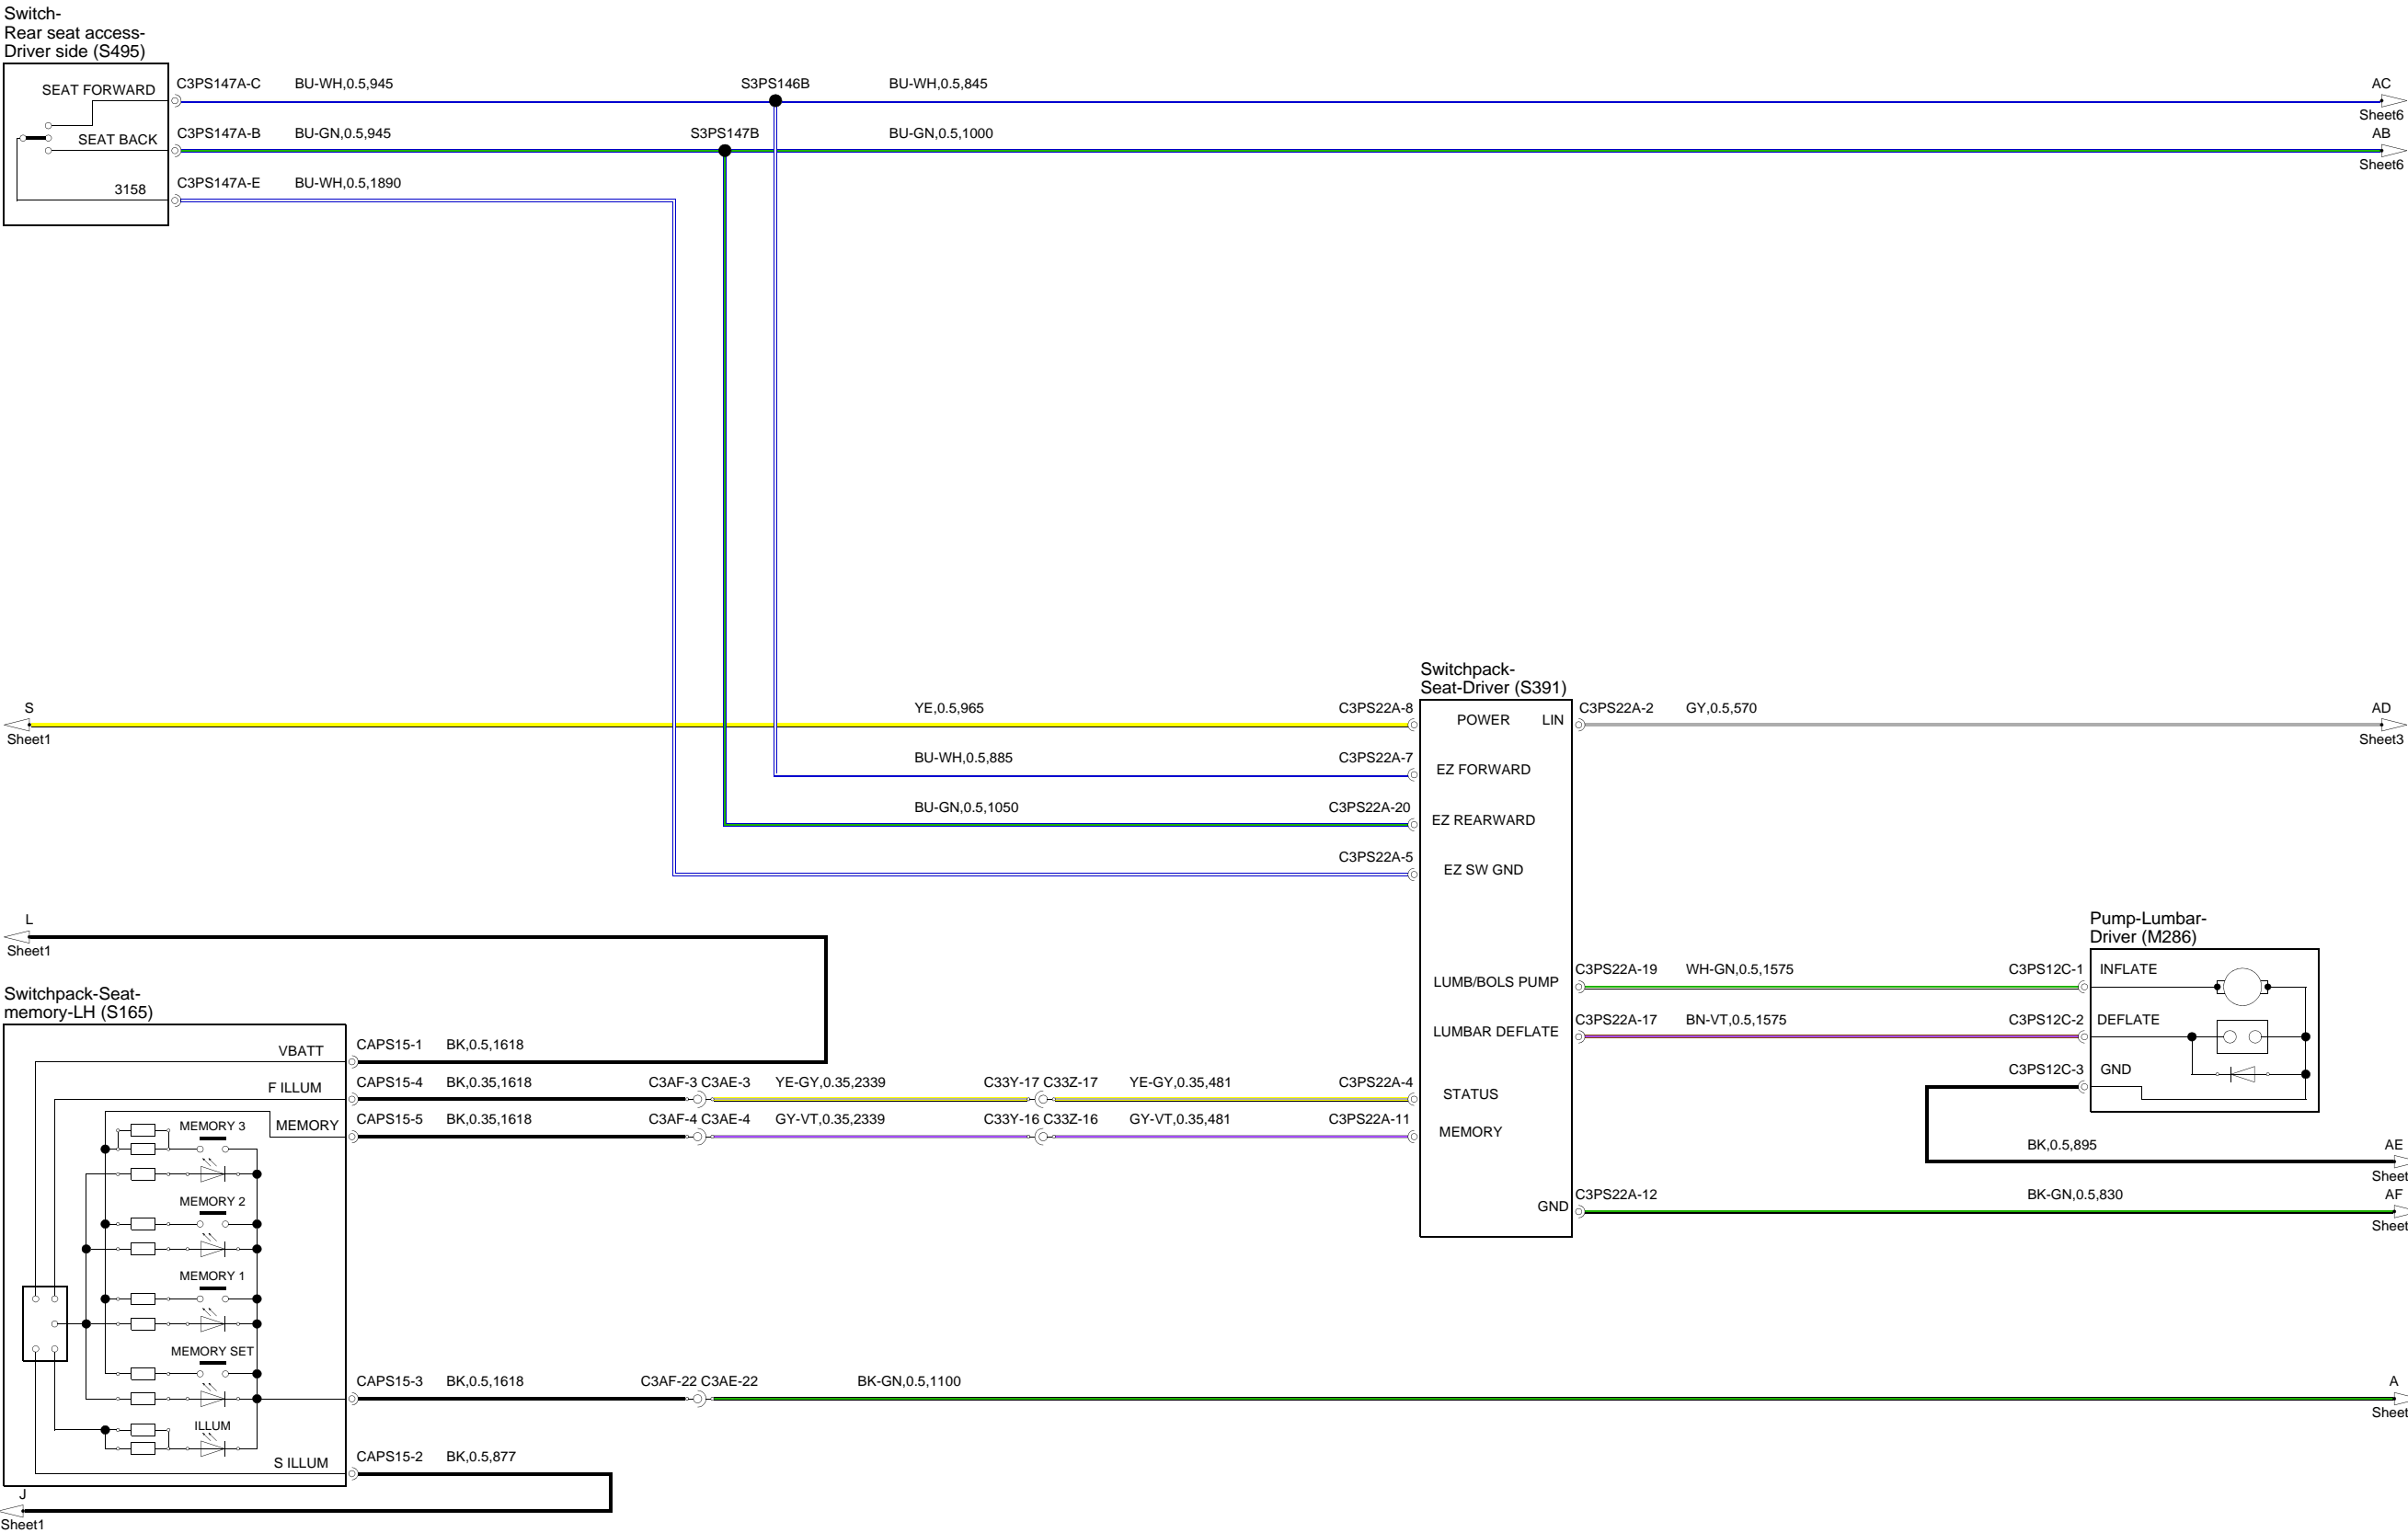 Switch-
Rear seat access-
Driver side (S495)
SEAT FORWARD
C3PS147A-C BU-WH,0.5,945 S3PS146B BU-WH,0.5,845 AC
Sheet6
SEAT BACK
C3PS147A-B BU-GN,0.5,945 S3PS147B BU-GN,0.5,1000 AB
Sheet6
3158
C3PS147A-E BU-WH,0.5,1890
Switchpack-
Seat-Driver (S391)
S YE,0.5,965 C3PS22A-8 POWER LIN C3PS22A-2 GY,0.5,570 AD
Sheet1 Sheet3
BU-WH,0.5,885 C3PS22A-7 EZ FORWARD
BU-GN,0.5,1050 C3PS22A-20 EZ REARWARD
C3PS22A-5 EZ SW GND
L
Sheet1
Pump-Lumbar-
Driver (M286)
LUMB/BOLS PUMP C3PS22A-19 WH-GN,0.5,1575 C3PS12C-1 INFLATE
LUMBAR DEFLATE C3PS22A-17 BN-VT,0.5,1575 C3PS12C-2 DEFLATE
C3PS12C-3 GND
Switchpack-Seat-
memory-LH (S165)
VBATT CAPS15-1 BK,0.5,1618
F ILLUM CAPS15-4 BK,0.35,1618 C3AF-3 C3AE-3 YE-GY,0.35,2339 C33Y-17 C33Z-17 YE-GY,0.35,481 C3PS22A-4 STATUS
MEMORY CAPS15-5 BK,0.35,1618 C3AF-4 C3AE-4 GY-VT,0.35,2339 C33Y-16 C33Z-16 GY-VT,0.35,481 C3PS22A-11 MEMORY
BK,0.5,895 AE
Sheet
GND C3PS22A-12 BK-GN,0.5,830 AF
Sheet
MEMORY 3
MEMORY 2
MEMORY 1
MEMORY SET
CAPS15-3 BK,0.5,1618 C3AF-22 C3AE-22 BK-GN,0.5,1100 A
Sheet
ILLUM
S ILLUM CAPS15-2 BK,0.5,877
J
Sheet1